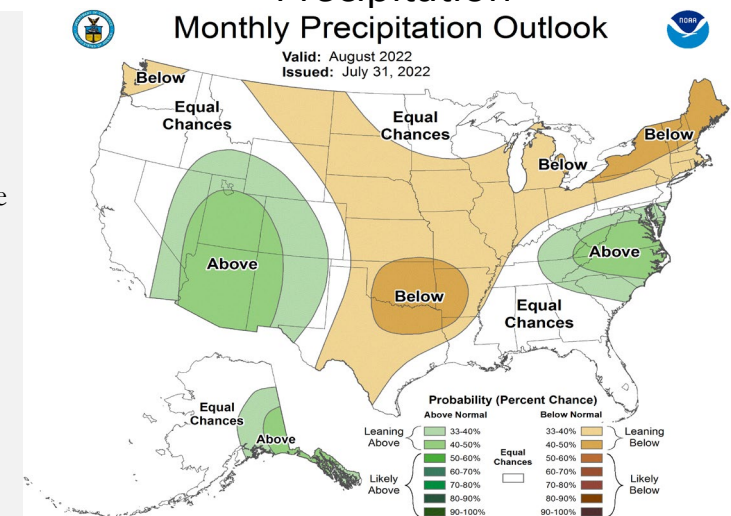 Precipitation
Monthly Precipitation Outlook
Valid: August 2022
Issued: July 31, 2022
NOAA
Below
Equal
Chances
Equal
Chances
Below
Below
Above
Below
Above
Equal
Chances
Equal
Chances
Above
Probability (Percent Chance)
Above Normal Below Normal
Leaning
Above
33-40%
40-50%
Likely
Above
50-60%
60-70%
70-80%
80-90%
90-100%
Equal
Chances
33-40%
40-50%
Leaning
Below
50-60%
60-70%
70-80%
80-90%
90-100%
Likely
Below
e